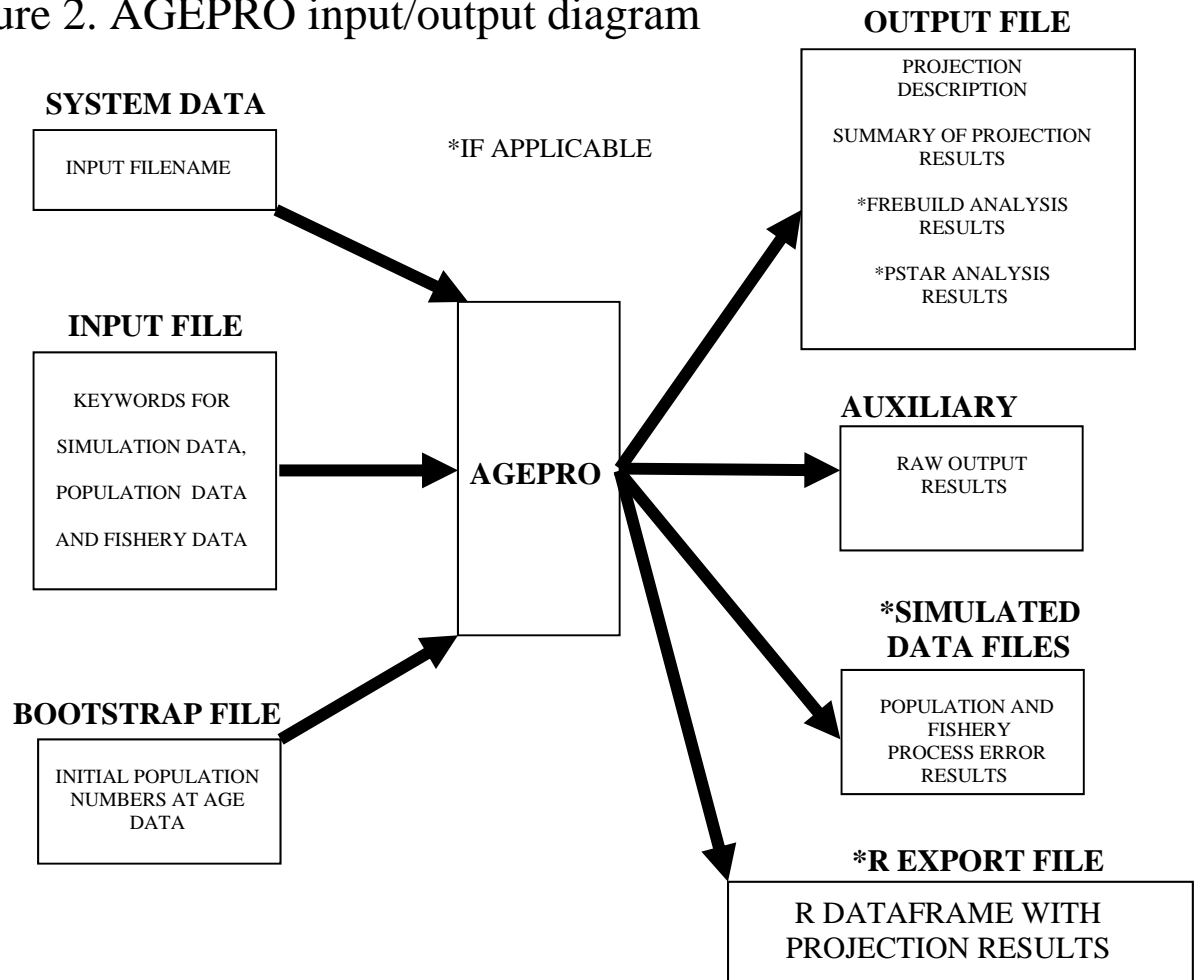 ure 2. AGEPRO input/output diagram
SYSTEM DATA
INPUT FILENAME
*IF APPLICABLE
INPUT FILE
KEYWORDS FOR
SIMULATION DATA,
POPULATION DATA
AND FISHERY DATA
BOOTSTRAP FILE
INITIAL POPULATION
NUMBERS AT AGE
DATA
AGEPRO
OUTPUT FILE
PROJECTION
DESCRIPTION
SUMMARY OF PROJECTION
RESULTS
*FREBUILD ANALYSIS
RESULTS
*PSTAR ANALYSIS
RESULTS
AUXILIARY
RAW OUTPUT
RESULTS
*SIMULATED
DATA FILES
POPULATION AND
FISHERY
PROCESS ERROR
RESULTS
*R EXPORT FILE
R DATAFRAME WITH
PROJECTION RESULTS